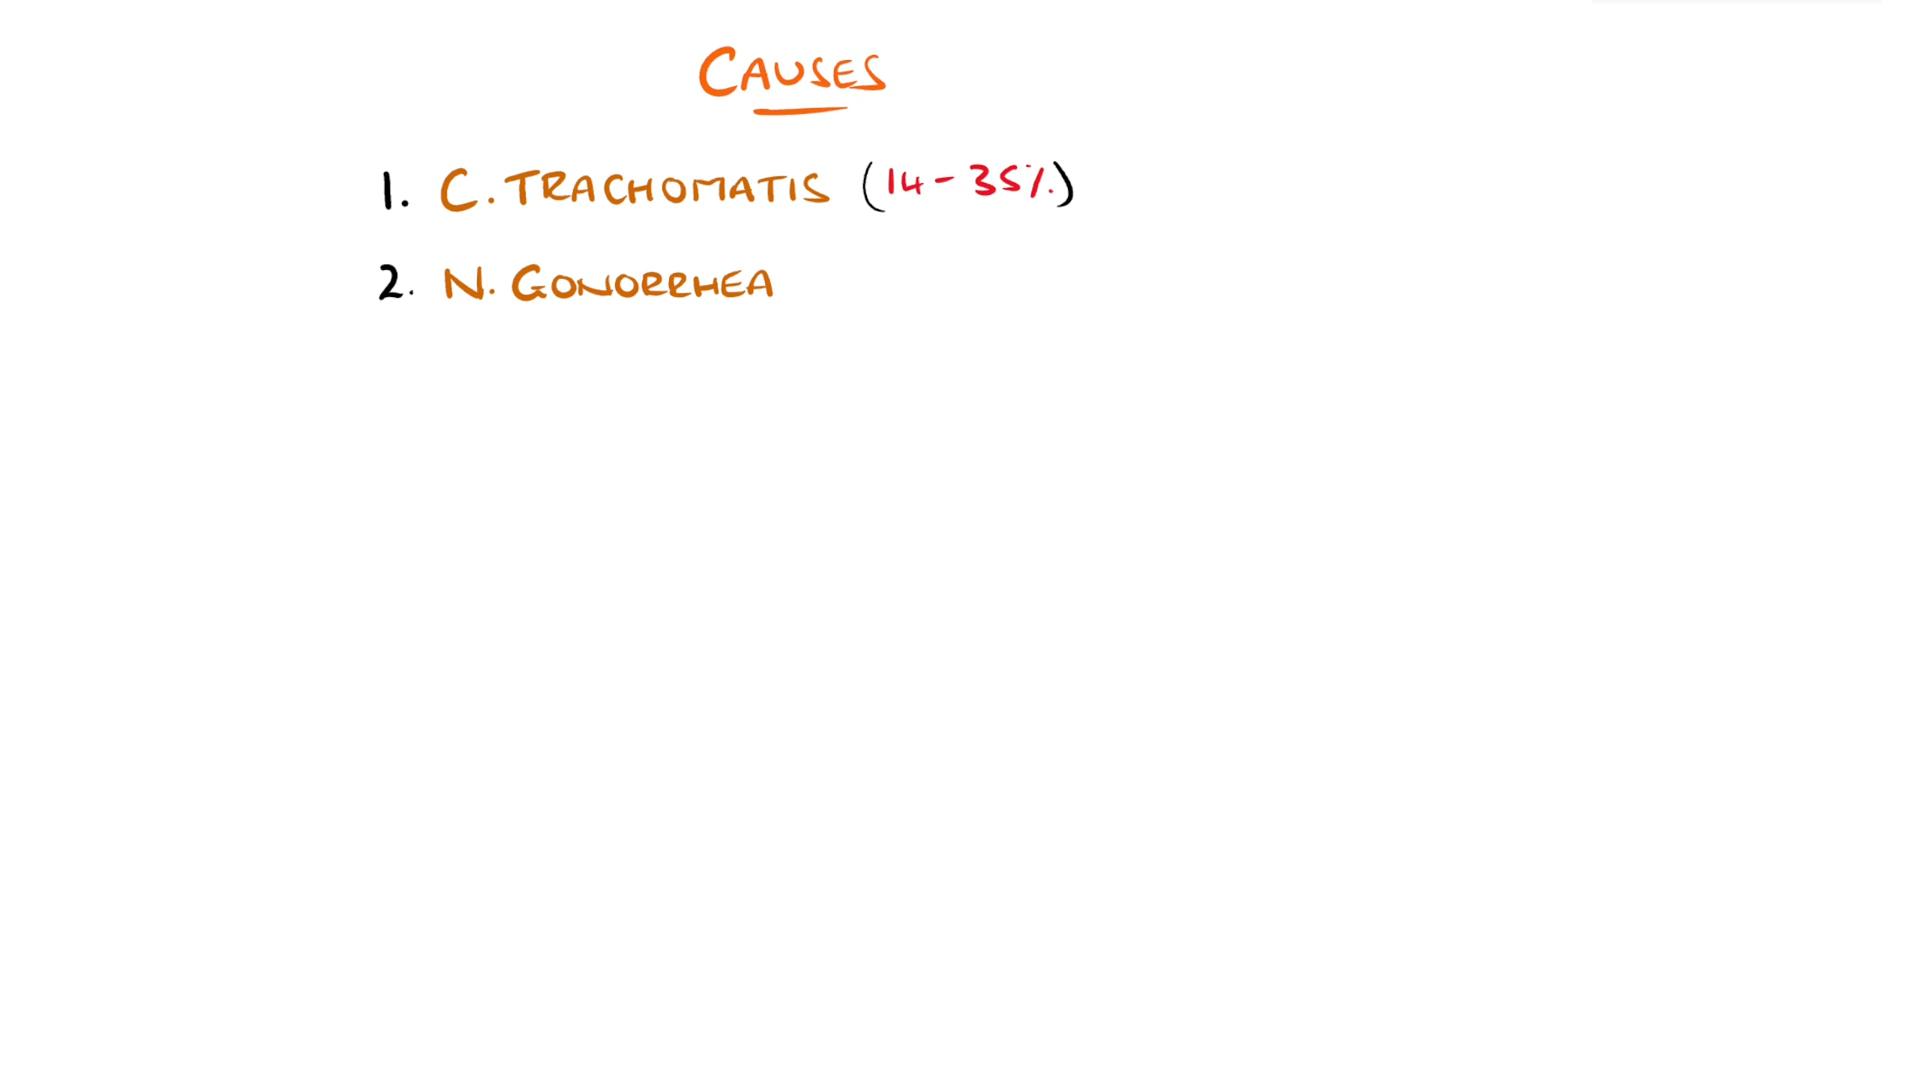 CAUSES
1. C. TRACHOMATIS (14-35%)
2. N. GONORRHEA